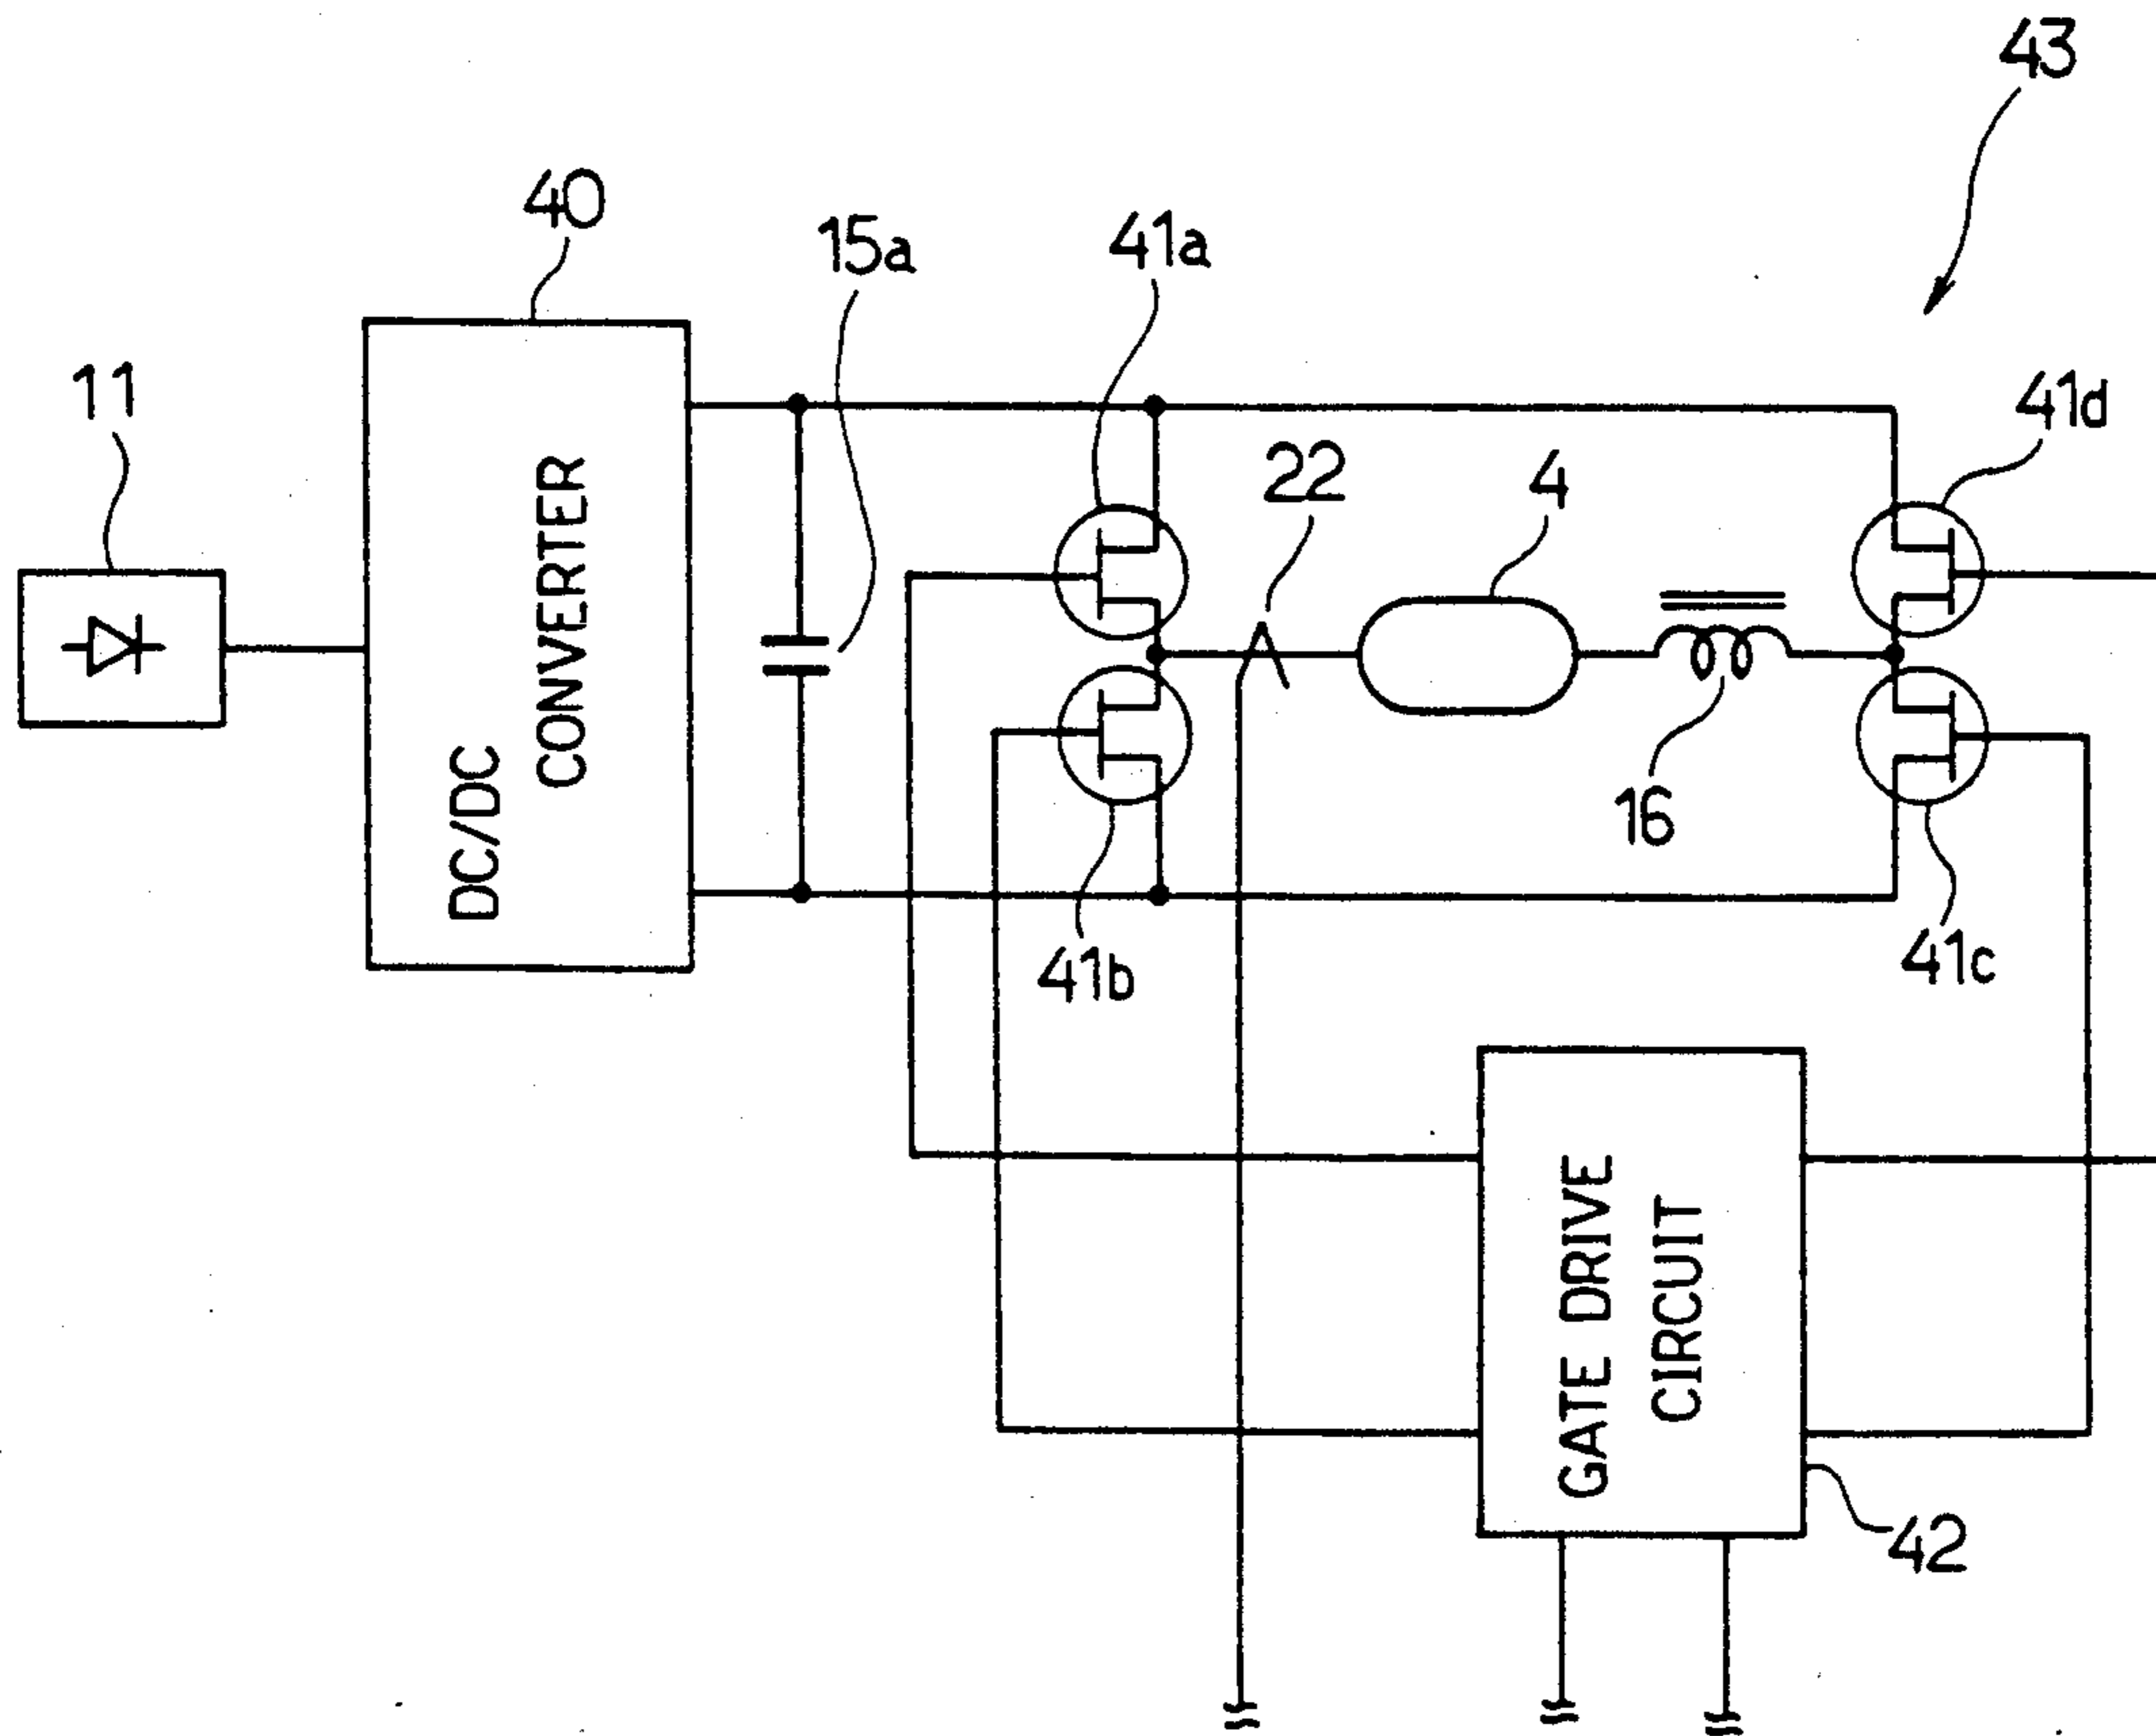 43
40
15a
41a
11
41d
22
4
DC/DC
CONVERTER
16
41b
41c
GATE DRIVE
CIRCUIT
42